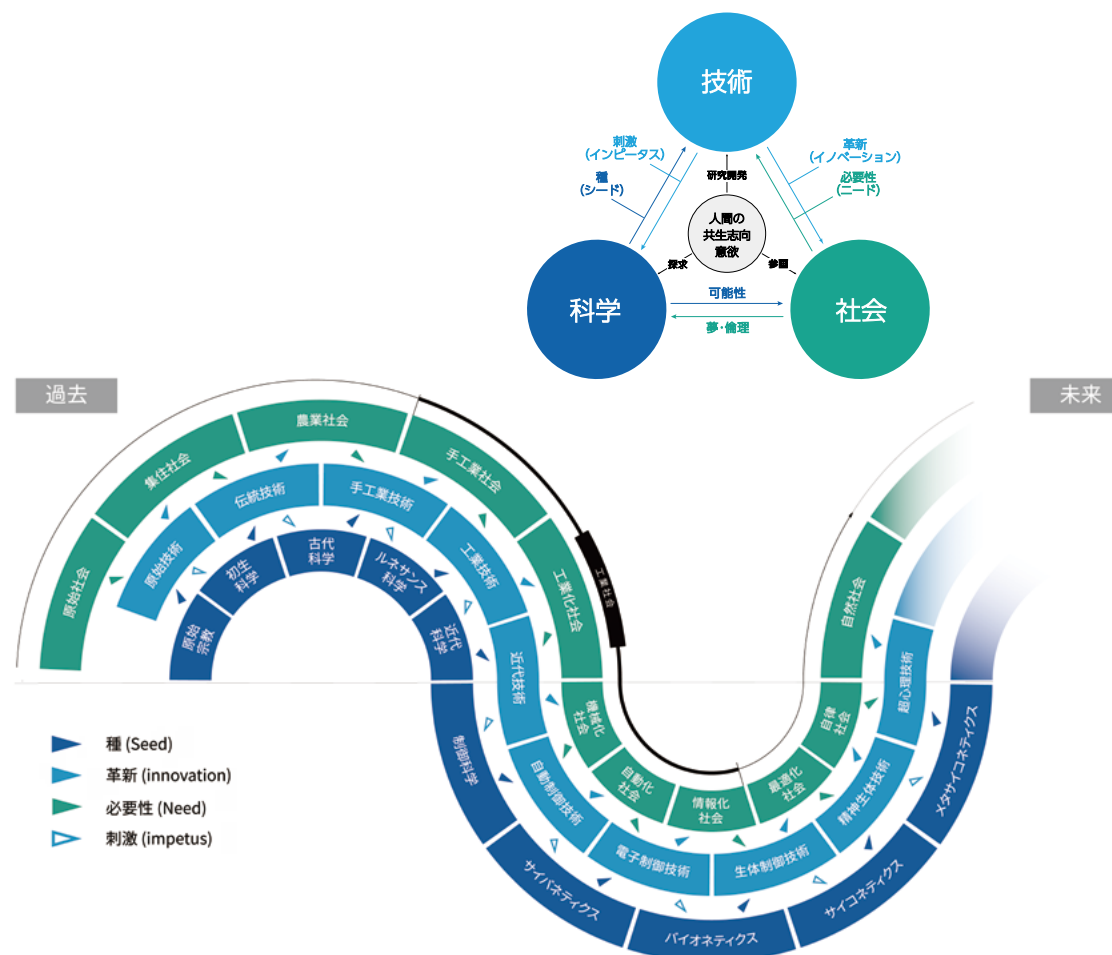 技術
刺激
(インピータス)
革新
(イノベーション)
種
(シード)
研究開発
必要性
(ニード)
人間の
共生志向
意欲
探求
参画
科学
可能性
社会
夢・倫理
過去
未来
原始社会
集住社会
農業社会
手工業社会
工業化社会
工業社会
機械化
社会
自動化
社会
情報化
社会
最適化
社会
自律
社会
自然社会
原始技術
伝統技術
手工業技術
工業技術
近代技術
自動制御技術
電子制御技術
生体制御技術
精神生体技術
超心理技術
原始
宗教
初生
科学
古代
科学
ルネサンス
科学
近代
科学
制御科学
サイバネティクス
バイオネティクス
サイコネティクス
メタサイコネティクス
種 (Seed)
革新 (innovation)
必要性 (Need)
刺激 (impetus)